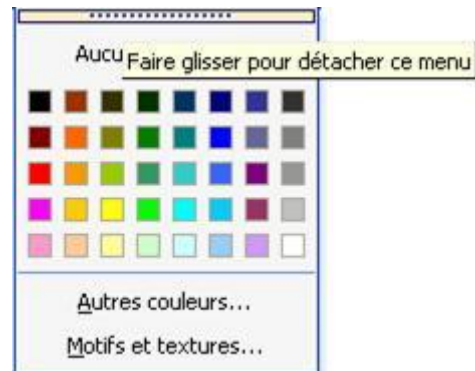 Aucu
Faire glisser pour détacher ce menu
Autres couleurs...
Motifs et textures...